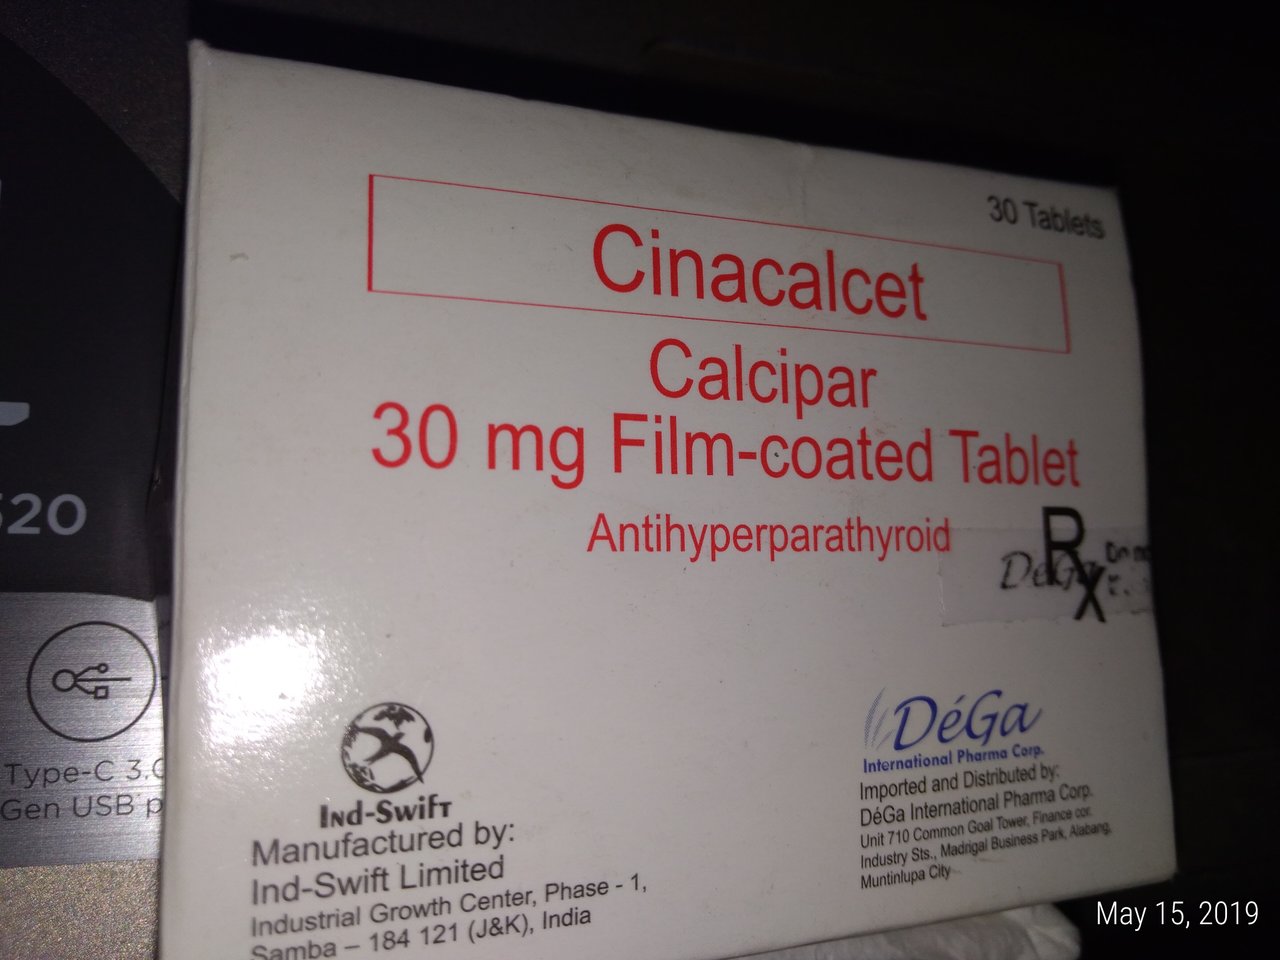 30 Tablets
Cinacalcet
Calcipar
30 mg Film-coated Tablet
Antihyperparathyroid
Rx
DéGa
520
Type-C 3.0
Gen USB
Ind-Swift
Manufactured by:
Ind-Swift Limited
Industrial Growth Center, Phase - 1,
Samba – 184 121 (J&K), India
DéGa
International Pharma Corp.
Imported and Distributed by:
DéGa International Pharma Corp.
Unit 710 Common Goal Tower, Finance cor.
Industry Sts., Madrigal Business Park, Alabang,
Muntinlupa City
May 15, 2019